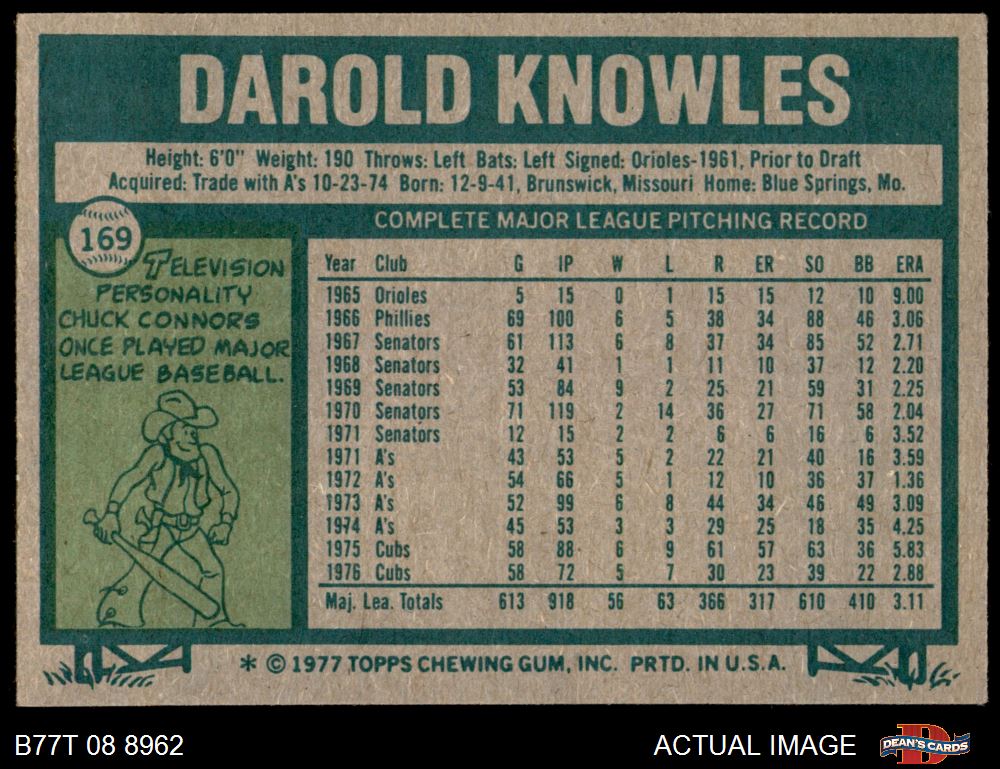 DAROLD KNOWLES
Height: 6'0" Weight: 190 Throws: Left Bats: Left Signed: Orioles-1961, Prior to Draft
Acquired: Trade with A's 10-23-74 Born: 12-9-41, Brunswick, Missouri Home: Blue Springs, Mo.
169
TELEVISION
PERSONALITY
CHUCK CONNORS
ONCE PLAYED MAJOR
LEAGUE BASEBALL.
COMPLETE MAJOR LEAGUE PITCHING RECORD
Year Club G IP W L R ER SO BB ERA
1965 Orioles 5 15 0 1 15 15 12 10 9.00
1966 Phillies 69 100 6 5 38 34 88 46 3.06
1967 Senators 61 113 6 8 37 34 85 52 2.71
1968 Senators 32 41 1 1 11 10 37 12 2.20
1969 Senators 53 84 9 2 25 21 59 31 2.25
1970 Senators 71 119 2 14 36 27 71 58 2.04
1971 Senators 12 15 2 2 6 6 16 6 3.52
1971 A's 43 53 5 2 22 21 40 16 3.59
1972 A's 54 66 5 1 12 10 36 37 1.36
1973 A's 52 99 6 8 44 34 46 49 3.09
1974 A's 45 53 3 3 29 25 18 35 4.25
1975 Cubs 58 88 6 9 61 57 63 36 5.83
1976 Cubs 58 72 5 7 30 23 39 22 2.88
Maj. Lea. Totals 613 918 56 63 366 317 610 410 3.11
* © 1977 TOPPS CHEWING GUM, INC. PRTD. IN U.S.A.
B77T 08 8962
ACTUAL IMAGE
D
DEAN'S CARDS